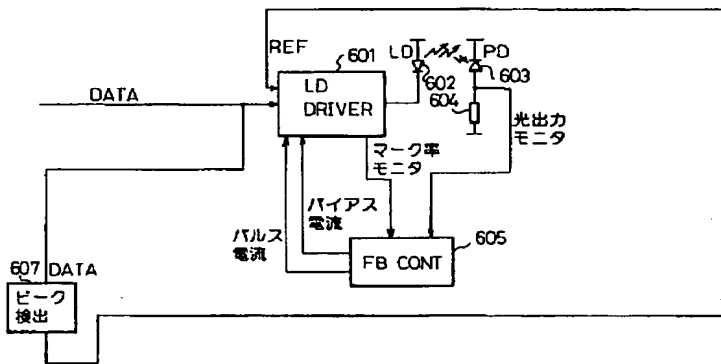 REF
601
LD
PD
LD
DRIVER
602
603
604
DATA
光出力
モニタ
マーク率
モニタ
バイアス
電流
パルス
電流
605
FB CONT
607
DATA
ピーク
検出